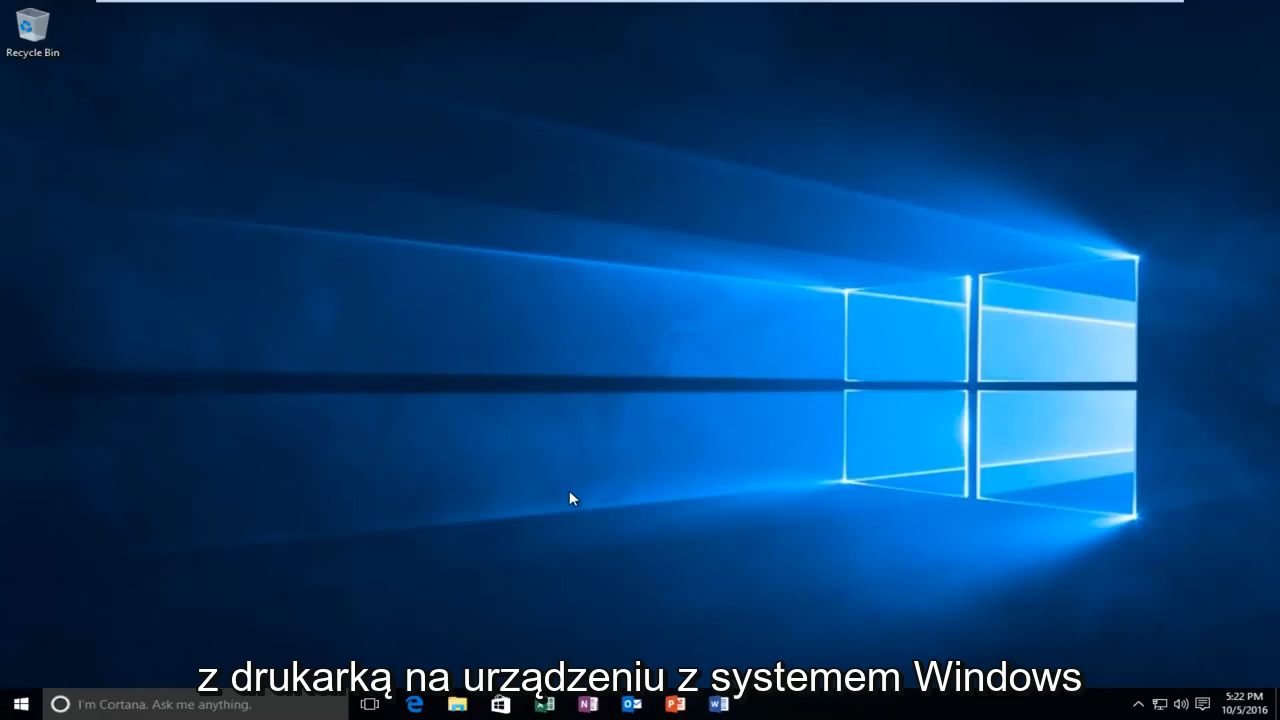 Recycle Bin
z drukarką na urządzeniu z systemem Windows
I'm Cortana. Ask me anything.
5:22 PM
10/5/2016